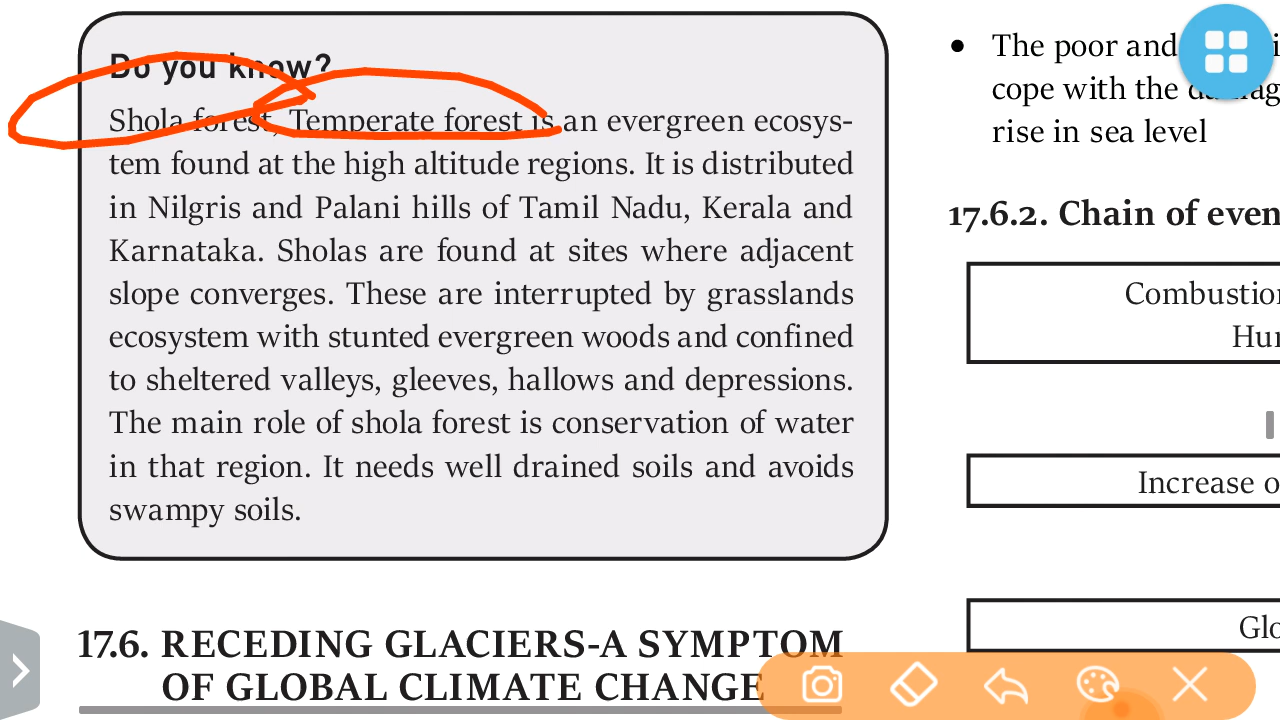 Do you know?
Shola forest, Temperate forest is an evergreen ecosys-
tem found at the high altitude regions. It is distributed
in Nilgris and Palani hills of Tamil Nadu, Kerala and
Karnataka. Sholas are found at sites where adjacent
slope converges. These are interrupted by grasslands
ecosystem with stunted evergreen woods and confined
to sheltered valleys, gleeves, hallows and depressions.
The main role of shola forest is conservation of water
in that region. It needs well drained soils and avoids
swampy soils.
17.6. RECEDING GLACIERS-A SYMPTOM
OF GLOBAL CLIMATE CHANGE
The poor and
cope with the
rise in sea level
17.6.2. Chain of even
Combustion
Hur
Increase o
Glo